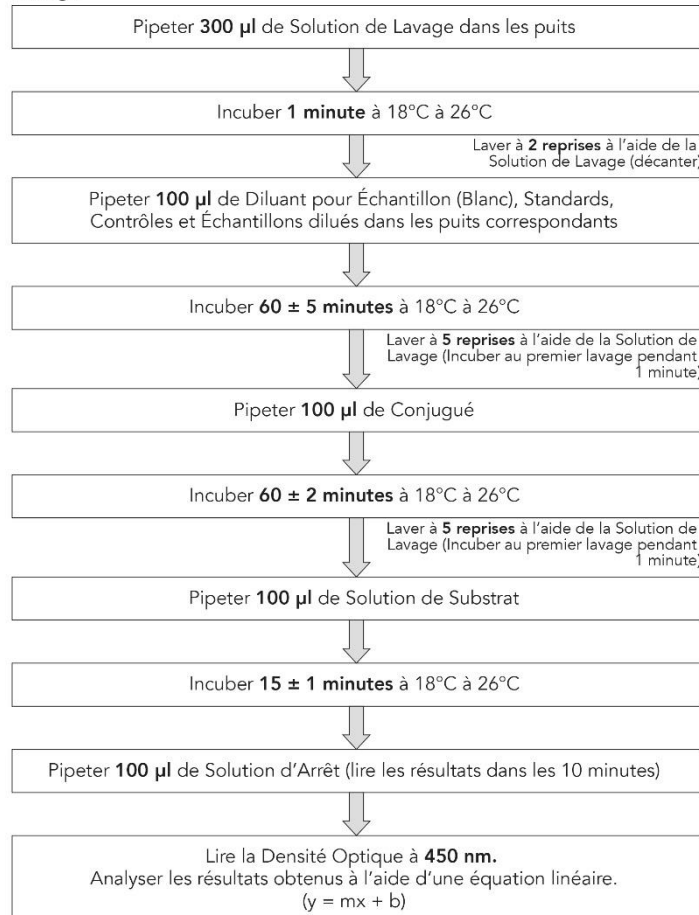 Pipeter 300 µl de Solution de Lavage dans les puits
Incuber 1 minute à 18°C à 26°C
Laver à 2 reprises à l'aide de la
Solution de Lavage (décanter)
Pipeter 100 µl de Diluant pour Échantillon (Blanc), Standards,
Contrôles et Échantillons dilués dans les puits correspondants
Incuber 60 ± 5 minutes à 18°C à 26°C
Laver à 5 reprises à l'aide de la Solution de
Lavage (Incuber au premier lavage pendant
1 minute)
Pipeter 100 µl de Conjugué
Incuber 60 ± 2 minutes à 18°C à 26°C
Laver à 5 reprises à l'aide de la Solution de
Lavage (Incuber au premier lavage pendant
1 minute)
Pipeter 100 µl de Solution de Substrat
Incuber 15 ± 1 minutes à 18°C à 26°C
Pipeter 100 µl de Solution d'Arrêt (lire les résultats dans les 10 minutes)
Lire la Densité Optique à 450 nm.
Analyser les résultats obtenus à l'aide d'une équation linéaire.
(y = mx + b)